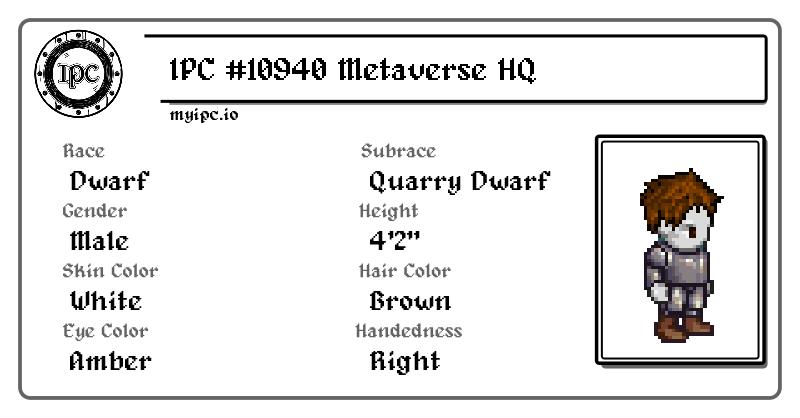 IPC
IPC #10940 Metaverse HQ
myipc.io
Race
Dwarf
Subrace
Quarry Dwarf
Gender
Male
Height
4'2"
Skin Color
White
Hair Color
Brown
Eye Color
Amber
Handedness
Right